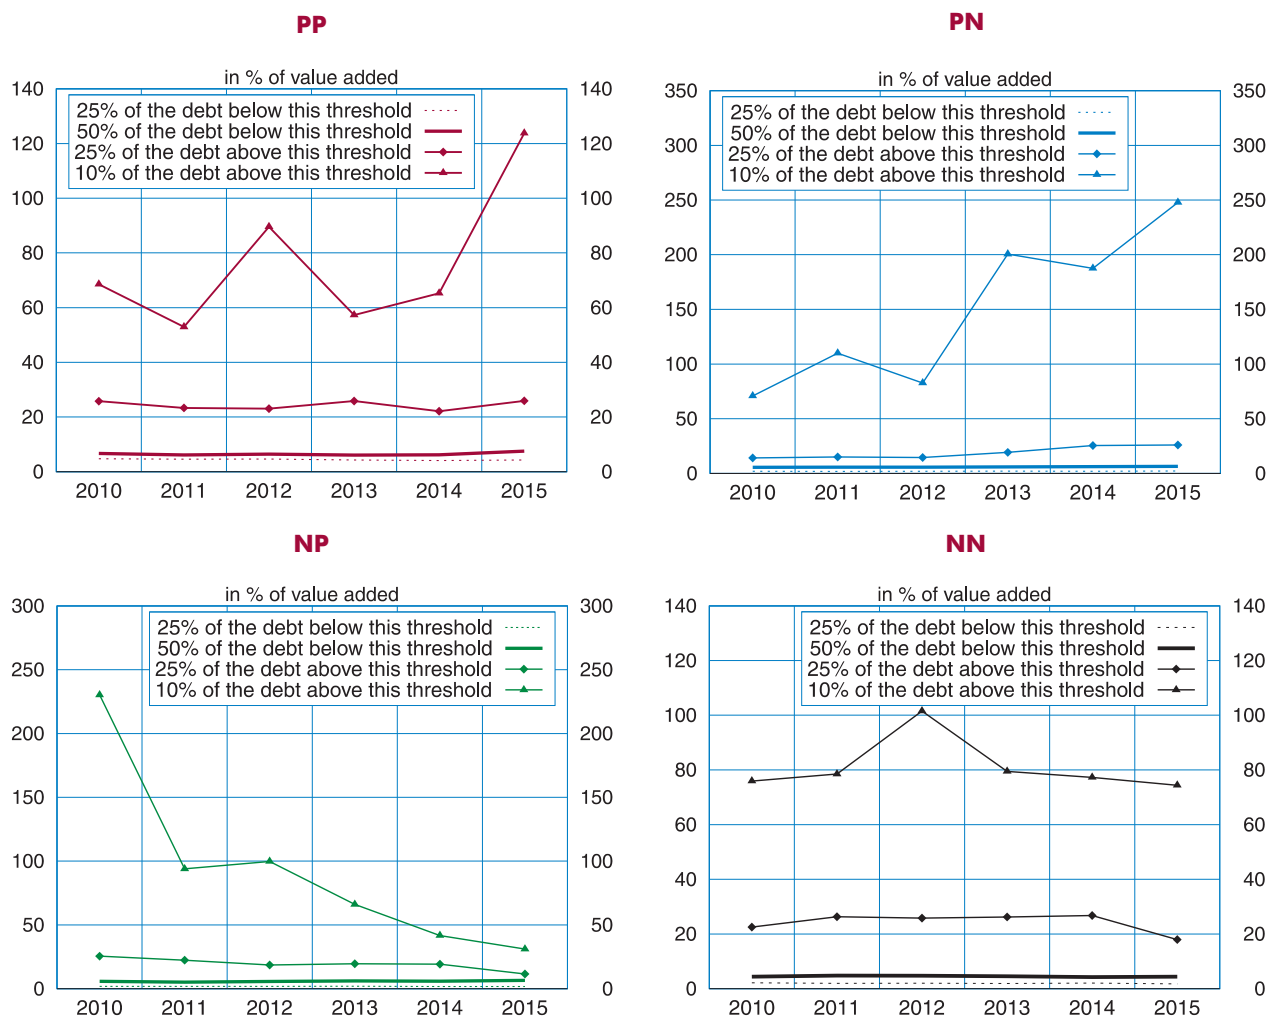 PP
in % of value added
140 140
25% of the debt below this threshold
50% of the debt below this threshold
120 120
25% of the debt above this threshold
10% of the debt above this threshold
100 100
80 80
60 60
40 40
20 20
0 0
2010 2011 2012 2013 2014 2015
PN
in % of value added
350 350
25% of the debt below this threshold
50% of the debt below this threshold
300 300
25% of the debt above this threshold
10% of the debt above this threshold
250 250
200 200
150 150
100 100
50 50
0 0
2010 2011 2012 2013 2014 2015
NP
in % of value added
300 300
25% of the debt below this threshold
50% of the debt below this threshold
250 250
25% of the debt above this threshold
10% of the debt above this threshold
200 200
150 150
100 100
50 50
0 0
2010 2011 2012 2013 2014 2015
NN
in % of value added
140 140
25% of the debt below this threshold
50% of the debt below this threshold
120 120
25% of the debt above this threshold
10% of the debt above this threshold
100 100
80 80
60 60
40 40
20 20
0 0
2010 2011 2012 2013 2014 2015